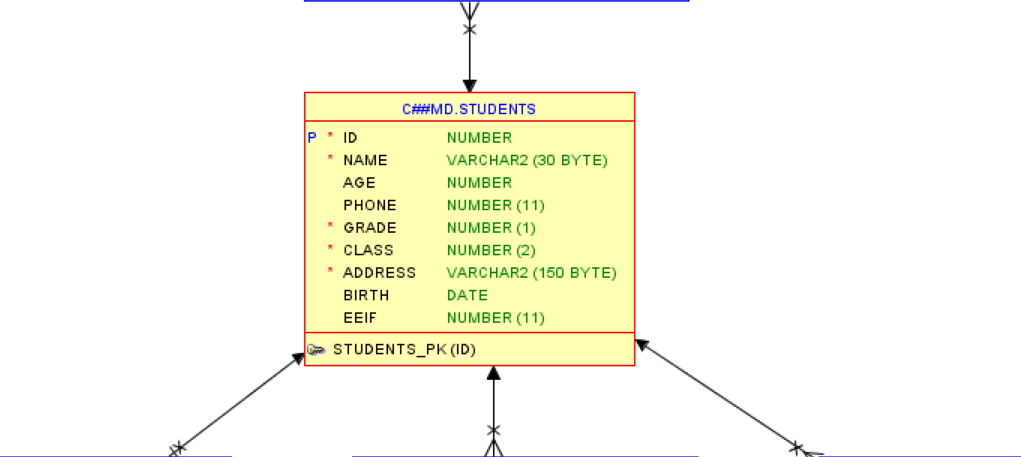 C##MD.STUDENTS
P * ID NUMBER
* NAME VARCHAR2 (30 BYTE)
AGE NUMBER
PHONE NUMBER (11)
* GRADE NUMBER (1)
* CLASS NUMBER (2)
* ADDRESS VARCHAR2 (150 BYTE)
BIRTH DATE
EEIF NUMBER (11)
STUDENTS_PK (ID)